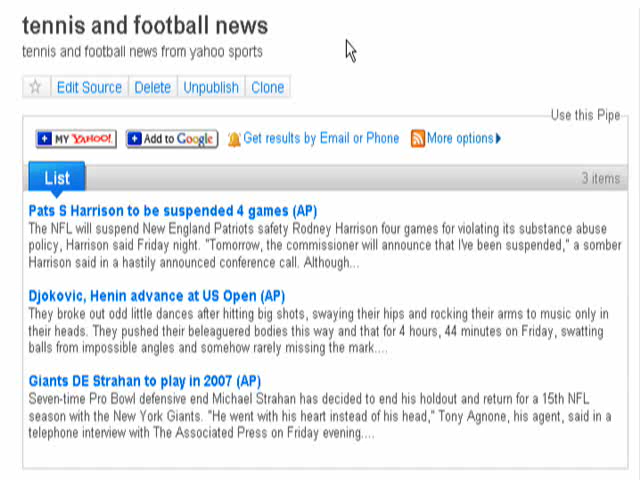 tennis and football news
tennis and football news from yahoo sports
Edit Source Delete Unpublish Clone
Use this Pipe
MY YAHOO! Add to Google Get results by Email or Phone More options
List 3 items
Pats S Harrison to be suspended 4 games (AP)
The NFL will suspend New England Patriots safety Rodney Harrison four games for violating its substance abuse
policy, Harrison said Friday night. "Tomorrow, the commissioner will announce that I've been suspended," a somber
Harrison said in a hastily announced conference call. Although...
Djokovic, Henin advance at US Open (AP)
They broke out odd little dances after hitting big shots, swaying their hips and rocking their arms to music only in
their heads. They pushed their beleaguered bodies this way and that for 4 hours, 44 minutes on Friday, swatting
balls from impossible angles and somehow rarely missing the mark....
Giants DE Strahan to play in 2007 (AP)
Seven-time Pro Bowl defensive end Michael Strahan has decided to end his holdout and return for a 15th NFL
season with the New York Giants. "He went with his heart instead of his head," Tony Agnone, his agent, said in a
telephone interview with The Associated Press on Friday evening....